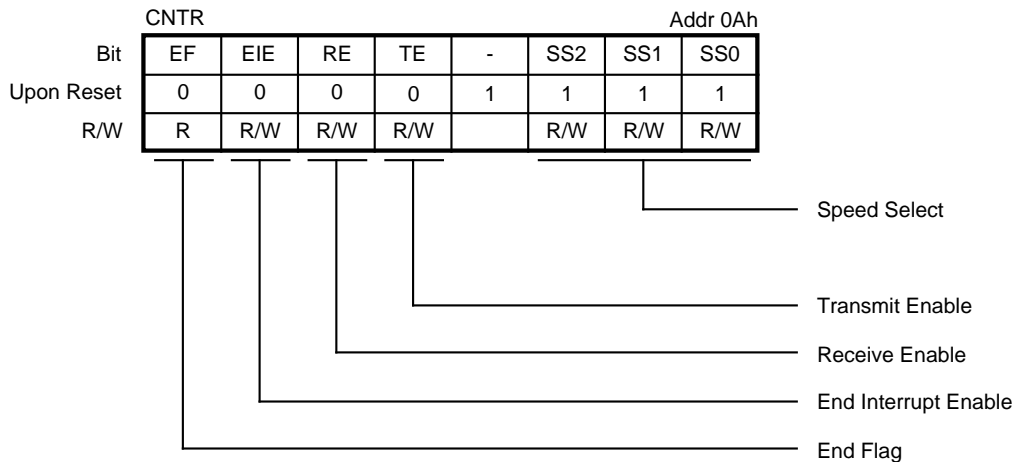 CNTR Addr 0Ah
Bit EF EIE RE TE - SS2 SS1 SS0
Upon Reset 0 0 0 0 1 1 1 1
R/W R R/W R/W R/W R/W R/W R/W
Speed Select
Transmit Enable
Receive Enable
End Interrupt Enable
End Flag